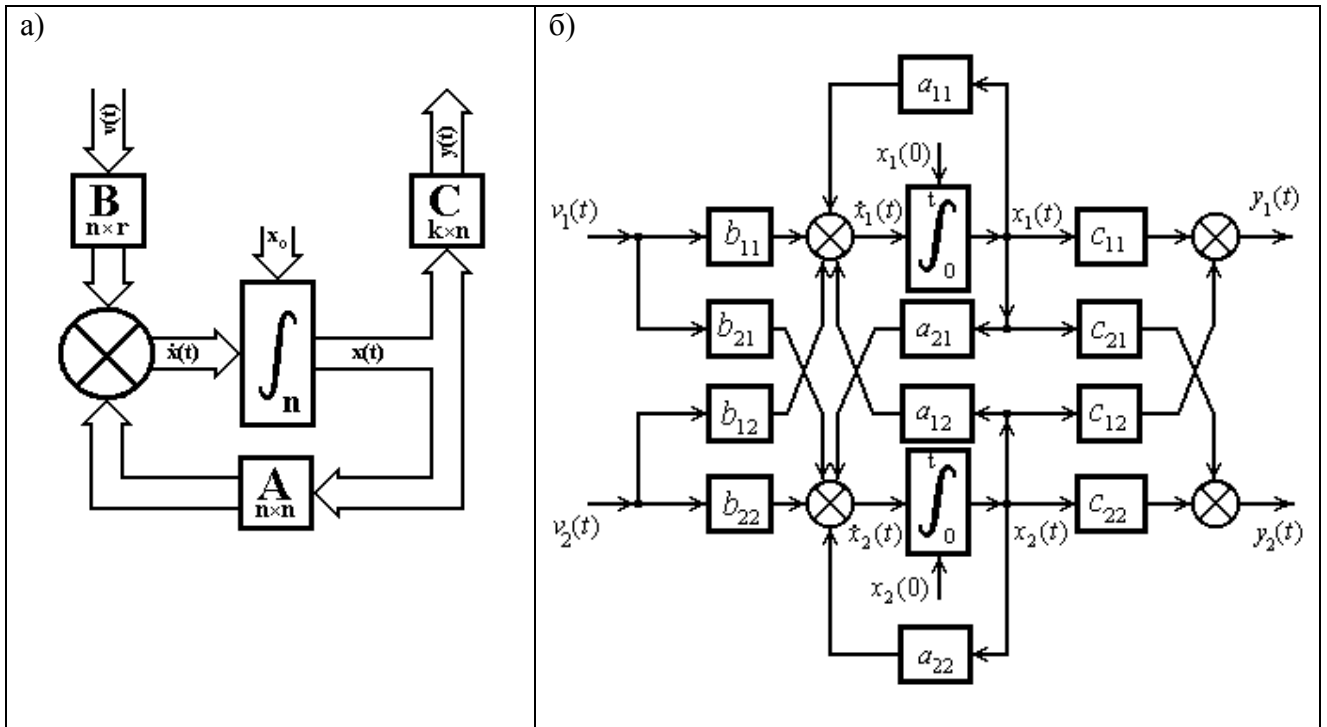 а)
v(t)
B
n×r
x₀
ẋ(t)
∫ n
x(t)
A
n×n
y(t)
C
k×n
б)
a₁₁
x₁(0)
v₁(t)
b₁₁
ẋ₁(t)
t
∫
0
x₁(t)
c₁₁
y₁(t)
b₂₁
a₂₁
c₂₁
b₁₂
a₁₂
c₁₂
v₂(t)
b₂₂
ẋ₂(t)
t
∫
0
x₂(t)
c₂₂
y₂(t)
x₂(0)
a₂₂